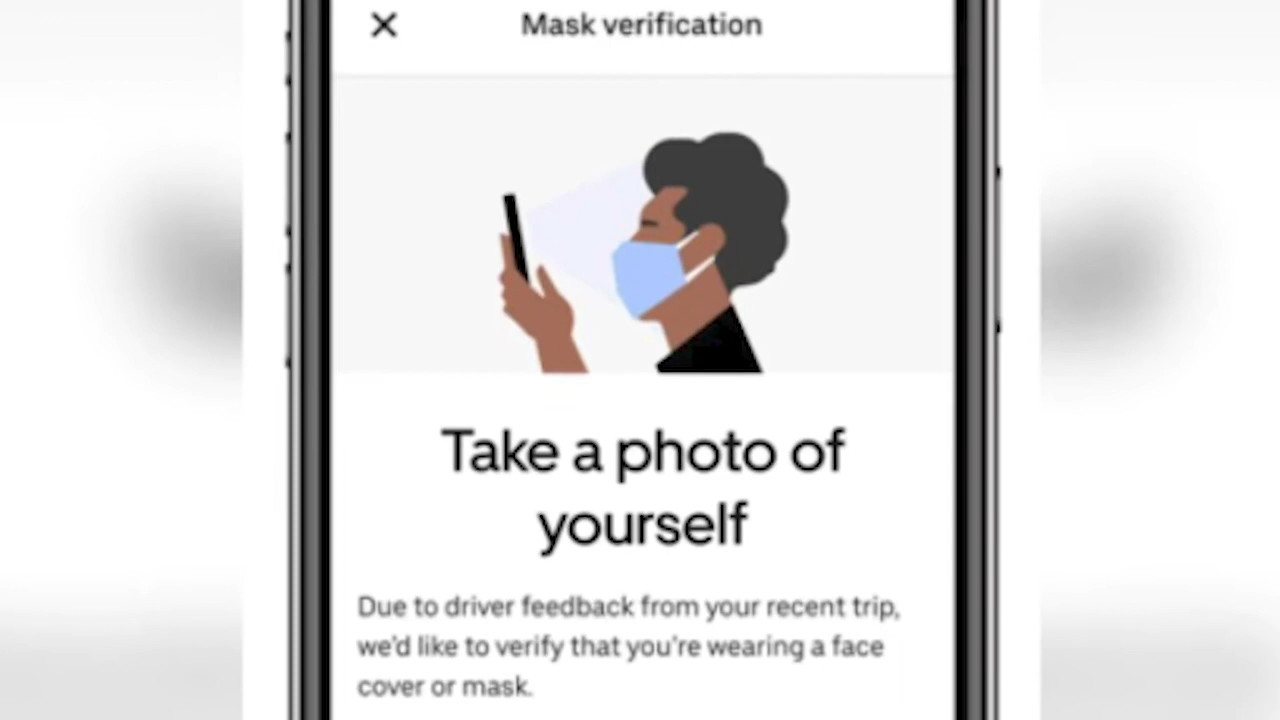 Mask verification
Take a photo of
yourself
Due to driver feedback from your recent trip,
we'd like to verify that you're wearing a face
cover or mask.